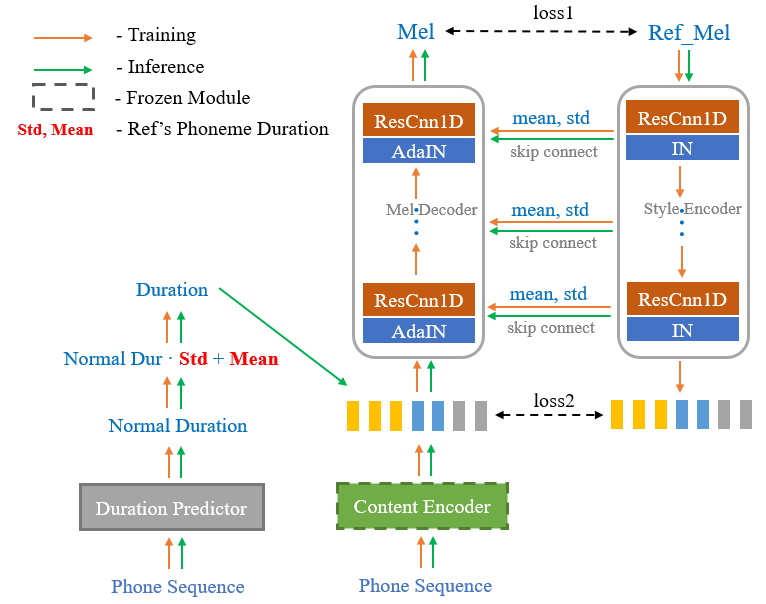 - Training
- Inference
- Frozen Module
Std, Mean - Ref's Phoneme Duration
Mel
loss1
Ref_Mel
ResCnn1D
AdaIN
mean, std
skip connect
ResCnn1D
IN
Mel Decoder
mean, std
skip connect
Style Encoder
ResCnn1D
AdaIN
mean, std
skip connect
ResCnn1D
IN
Duration
Normal Dur · Std + Mean
Normal Duration
Duration Predictor
Phone Sequence
loss2
Content Encoder
Phone Sequence